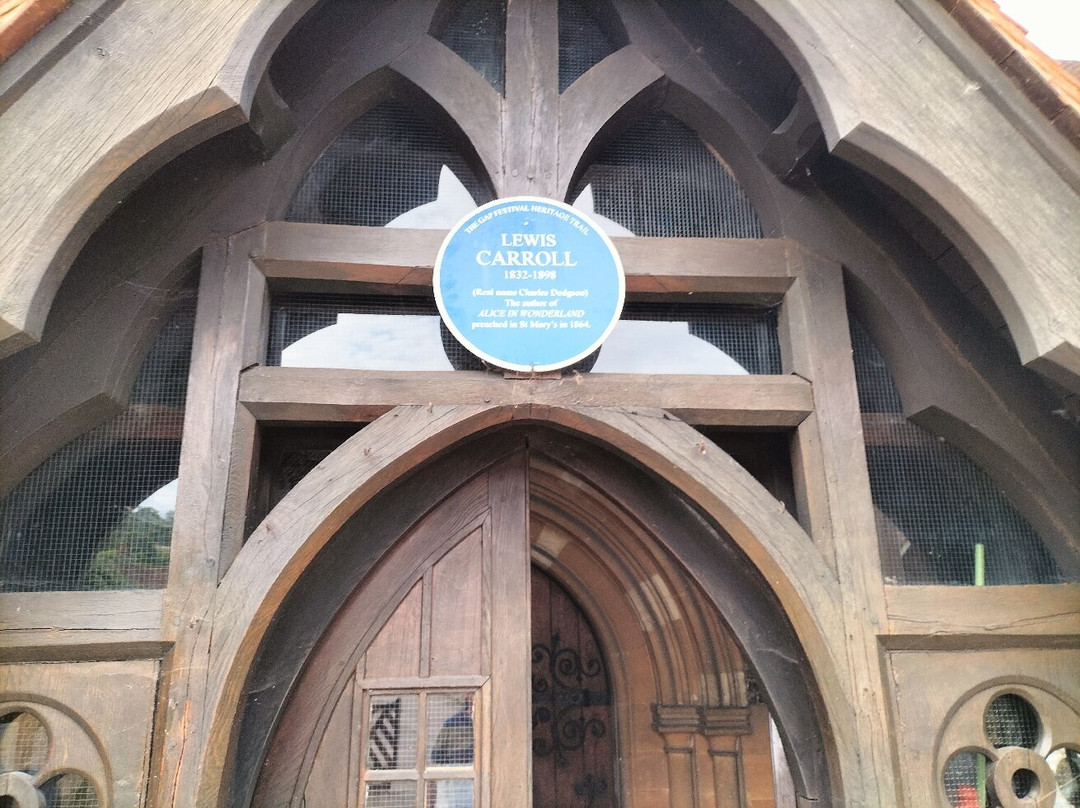 THE GAP FESTIVAL HERITAGE TRAIL
LEWIS
CARROLL
1832-1898
(Real name Charles Dodgson)
The author of
ALICE IN WONDERLAND
preached in St Mary's in 1864.